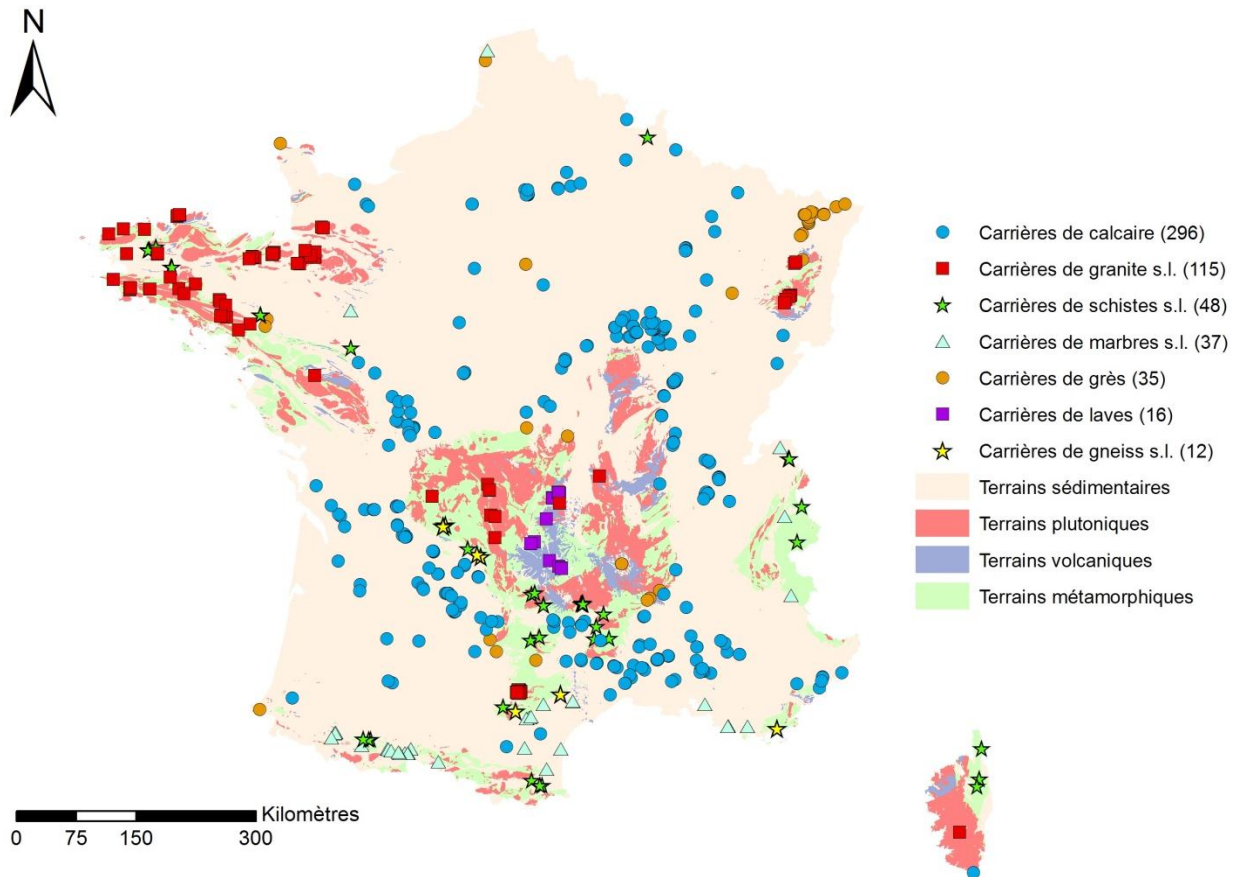 N
Carrières de calcaire (296)
Carrières de granite s.l. (115)
Carrières de schistes s.l. (48)
Carrières de marbres s.l. (37)
Carrières de grès (35)
Carrières de laves (16)
Carrières de gneiss s.l. (12)
Terrains sédimentaires
Terrains plutoniques
Terrains volcaniques
Terrains métamorphiques
Kilomètres
0 75 150 300